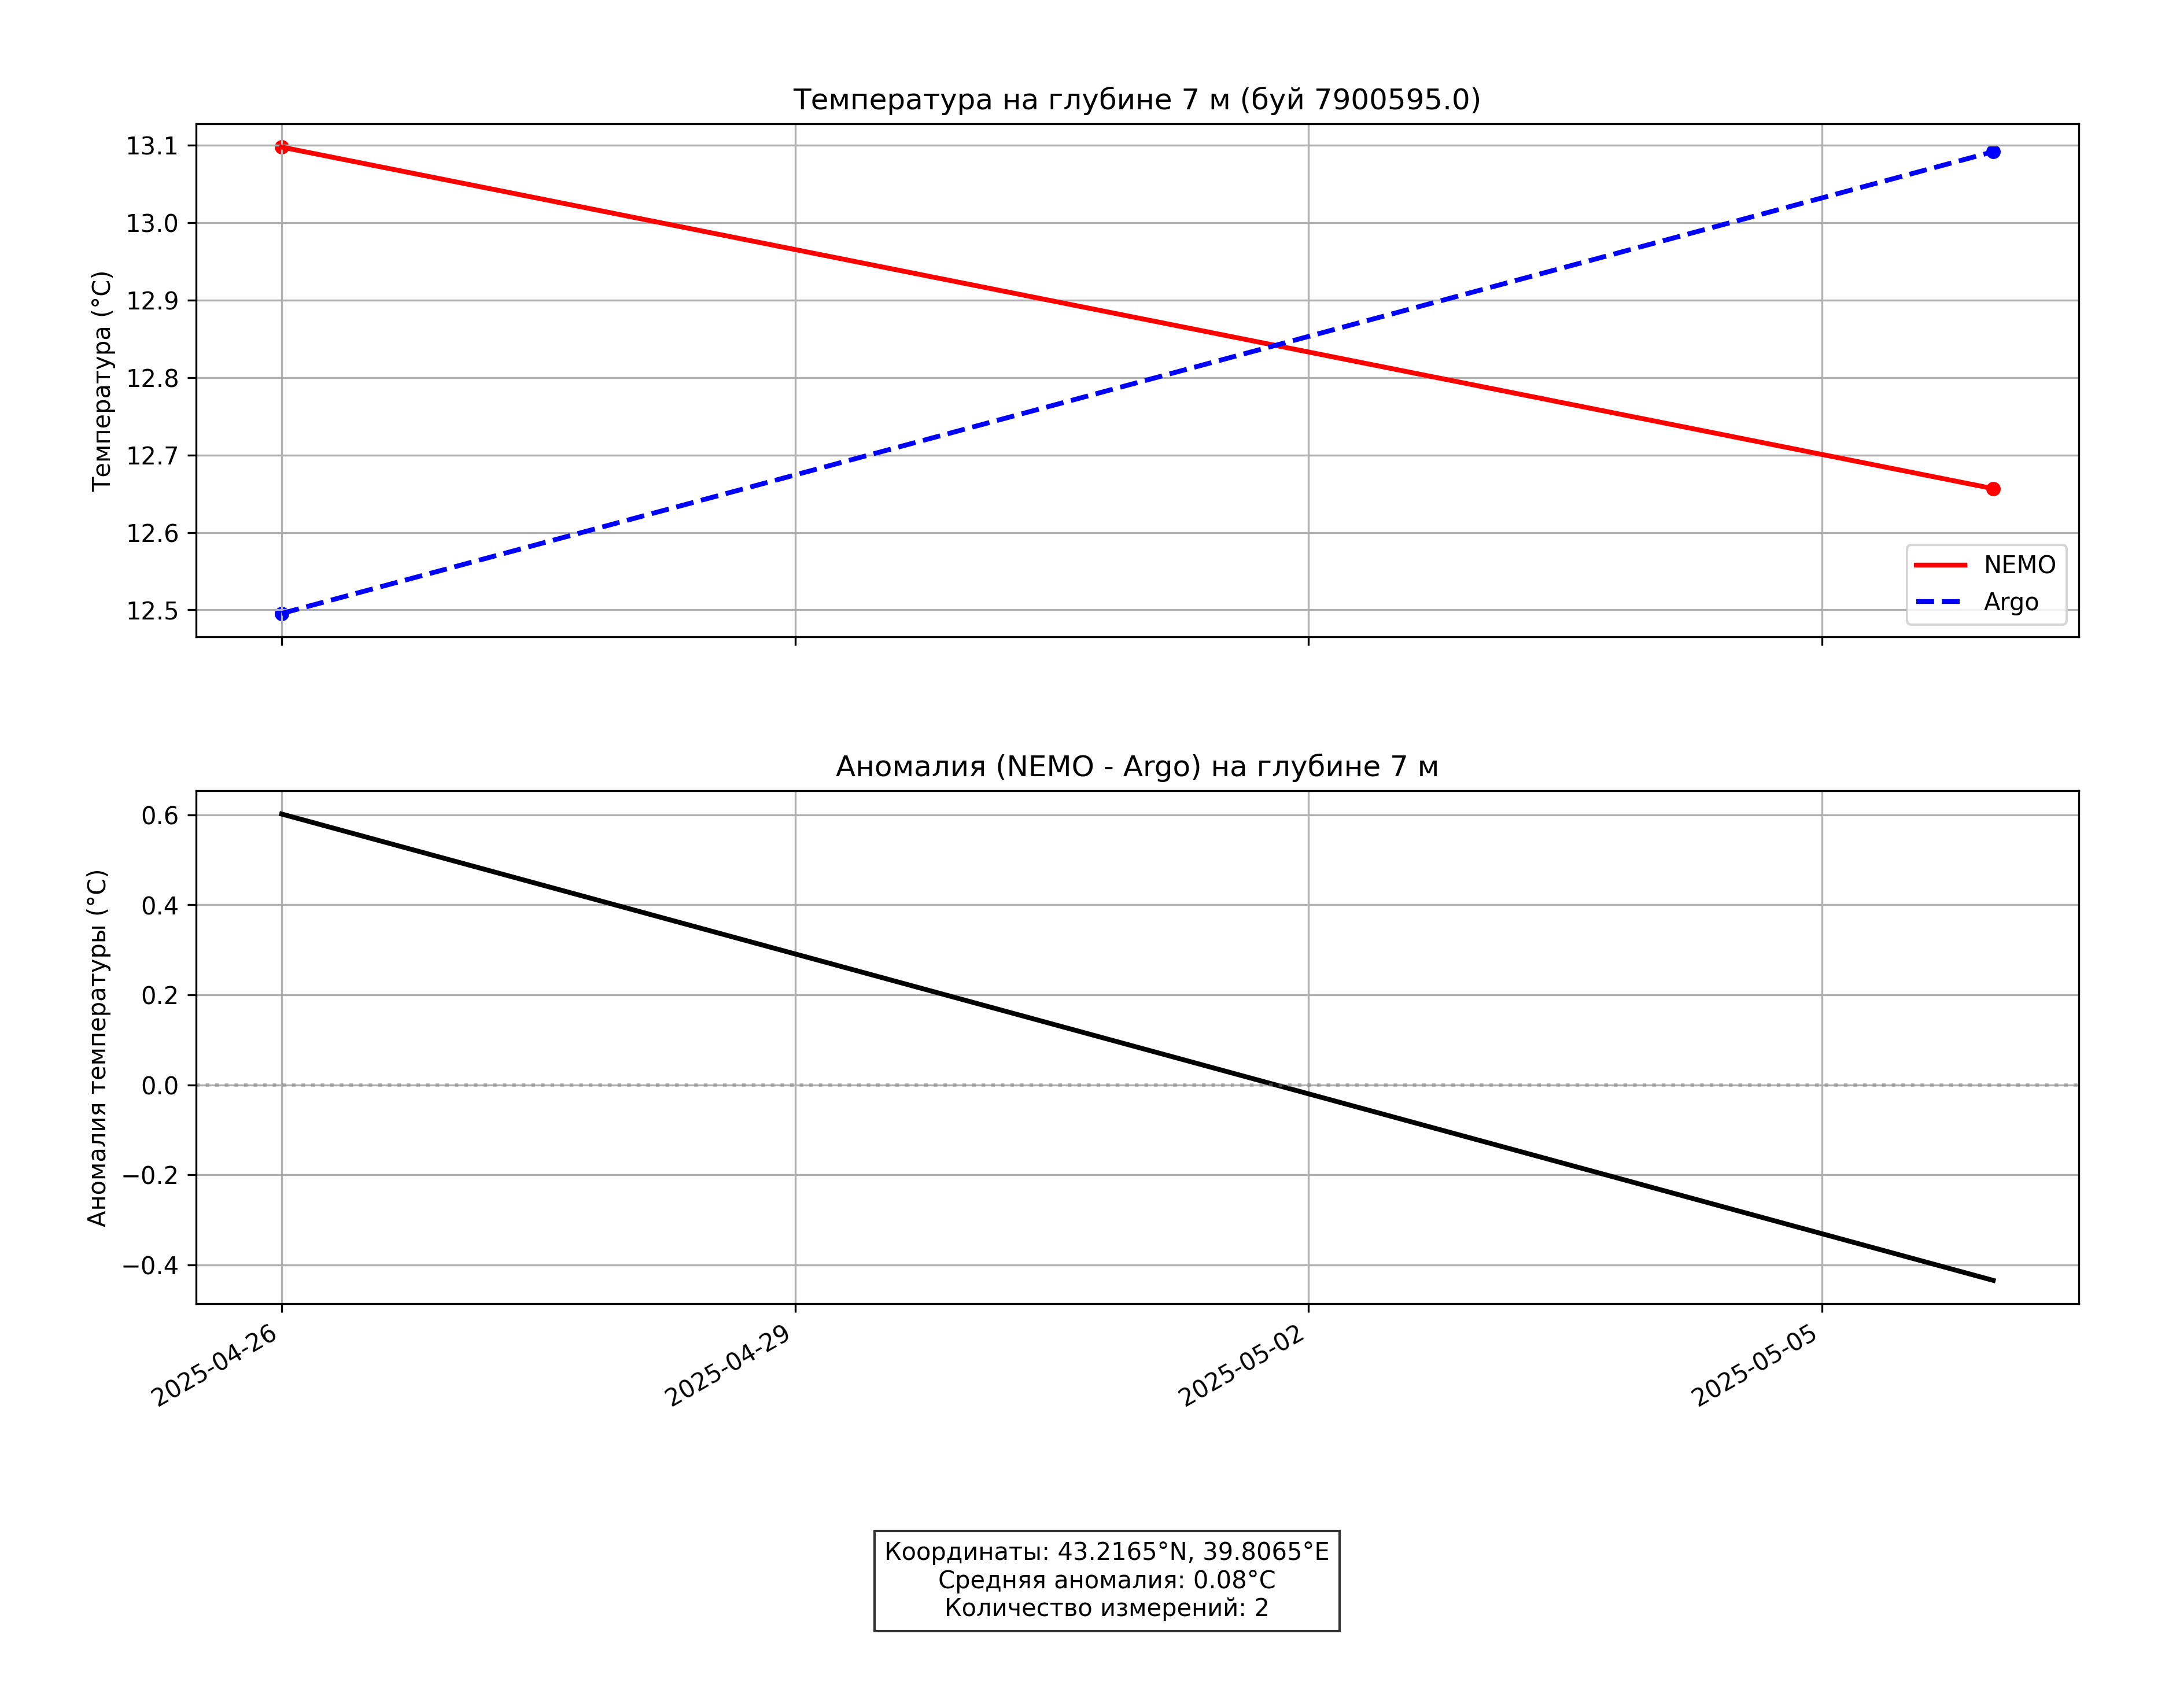 Температура на глубине 7 м (буй 7900595.0)
13.1
13.0
12.9
12.8
12.7
12.6
12.5
Температура (°C)
NEMO
Argo
Аномалия (NEMO - Argo) на глубине 7 м
0.6
0.4
0.2
0.0
−0.2
−0.4
Аномалия температуры (°C)
2025-04-26
2025-04-29
2025-05-02
2025-05-05
Координаты: 43.2165°N, 39.8065°E
Средняя аномалия: 0.08°C
Количество измерений: 2